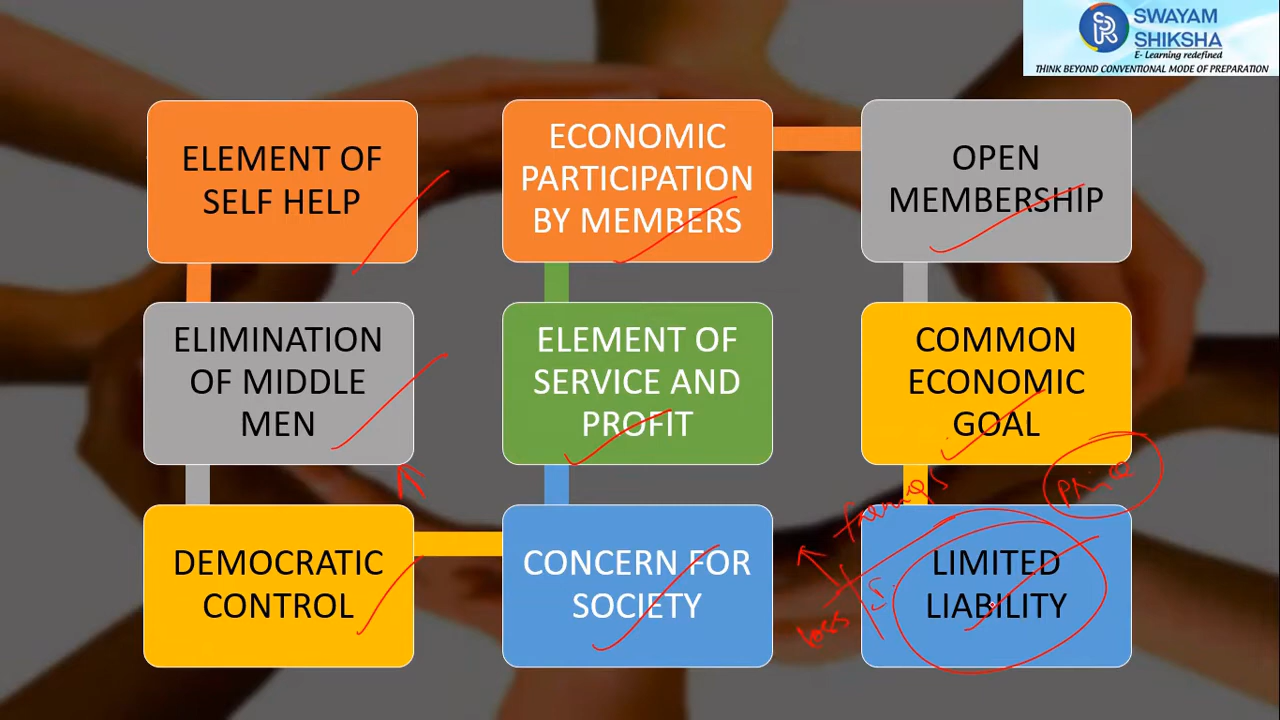 SWAYAM
SHIKSHA
E- Learning redefined
THINK BEYOND CONVENTIONAL MODE OF PREPARATION
ELEMENT OF
SELF HELP
ECONOMIC
PARTICIPATION
BY MEMBERS
OPEN
MEMBERSHIP
ELIMINATION
OF MIDDLE
MEN
ELEMENT OF
SERVICE AND
PROFIT
COMMON
ECONOMIC
GOAL
DEMOCRATIC
CONTROL
CONCERN FOR
SOCIETY
LIMITED
LIABILITY
loss